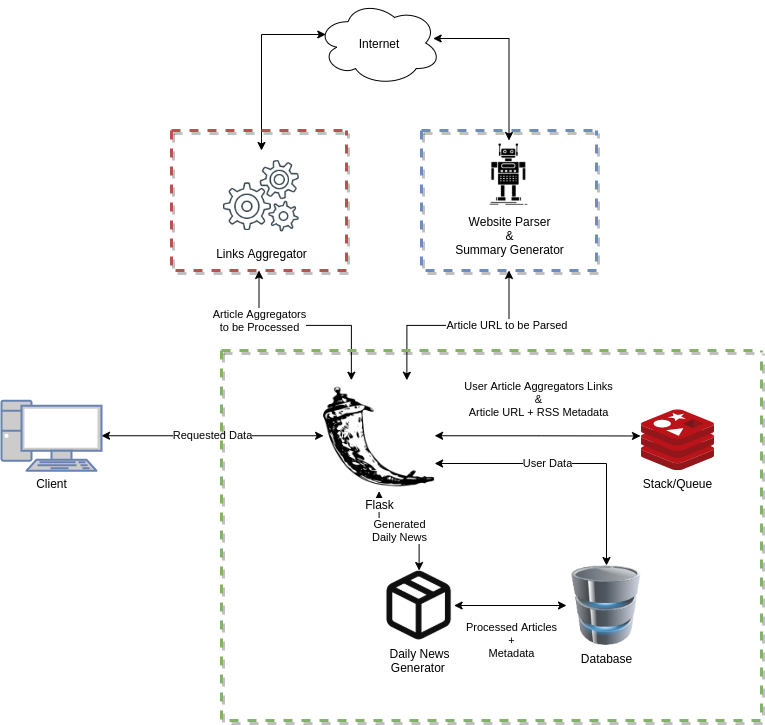 Internet
Links Aggregator
Website Parser
&
Summary Generator
Article Aggregators
to be Processed
Article URL to be Parsed
User Article Aggregators Links
&
Article URL + RSS Metadata
Requested Data
User Data
Client
Stack/Queue
Flask
Generated
Daily News
Processed Articles
+
Metadata
Daily News
Generator
Database